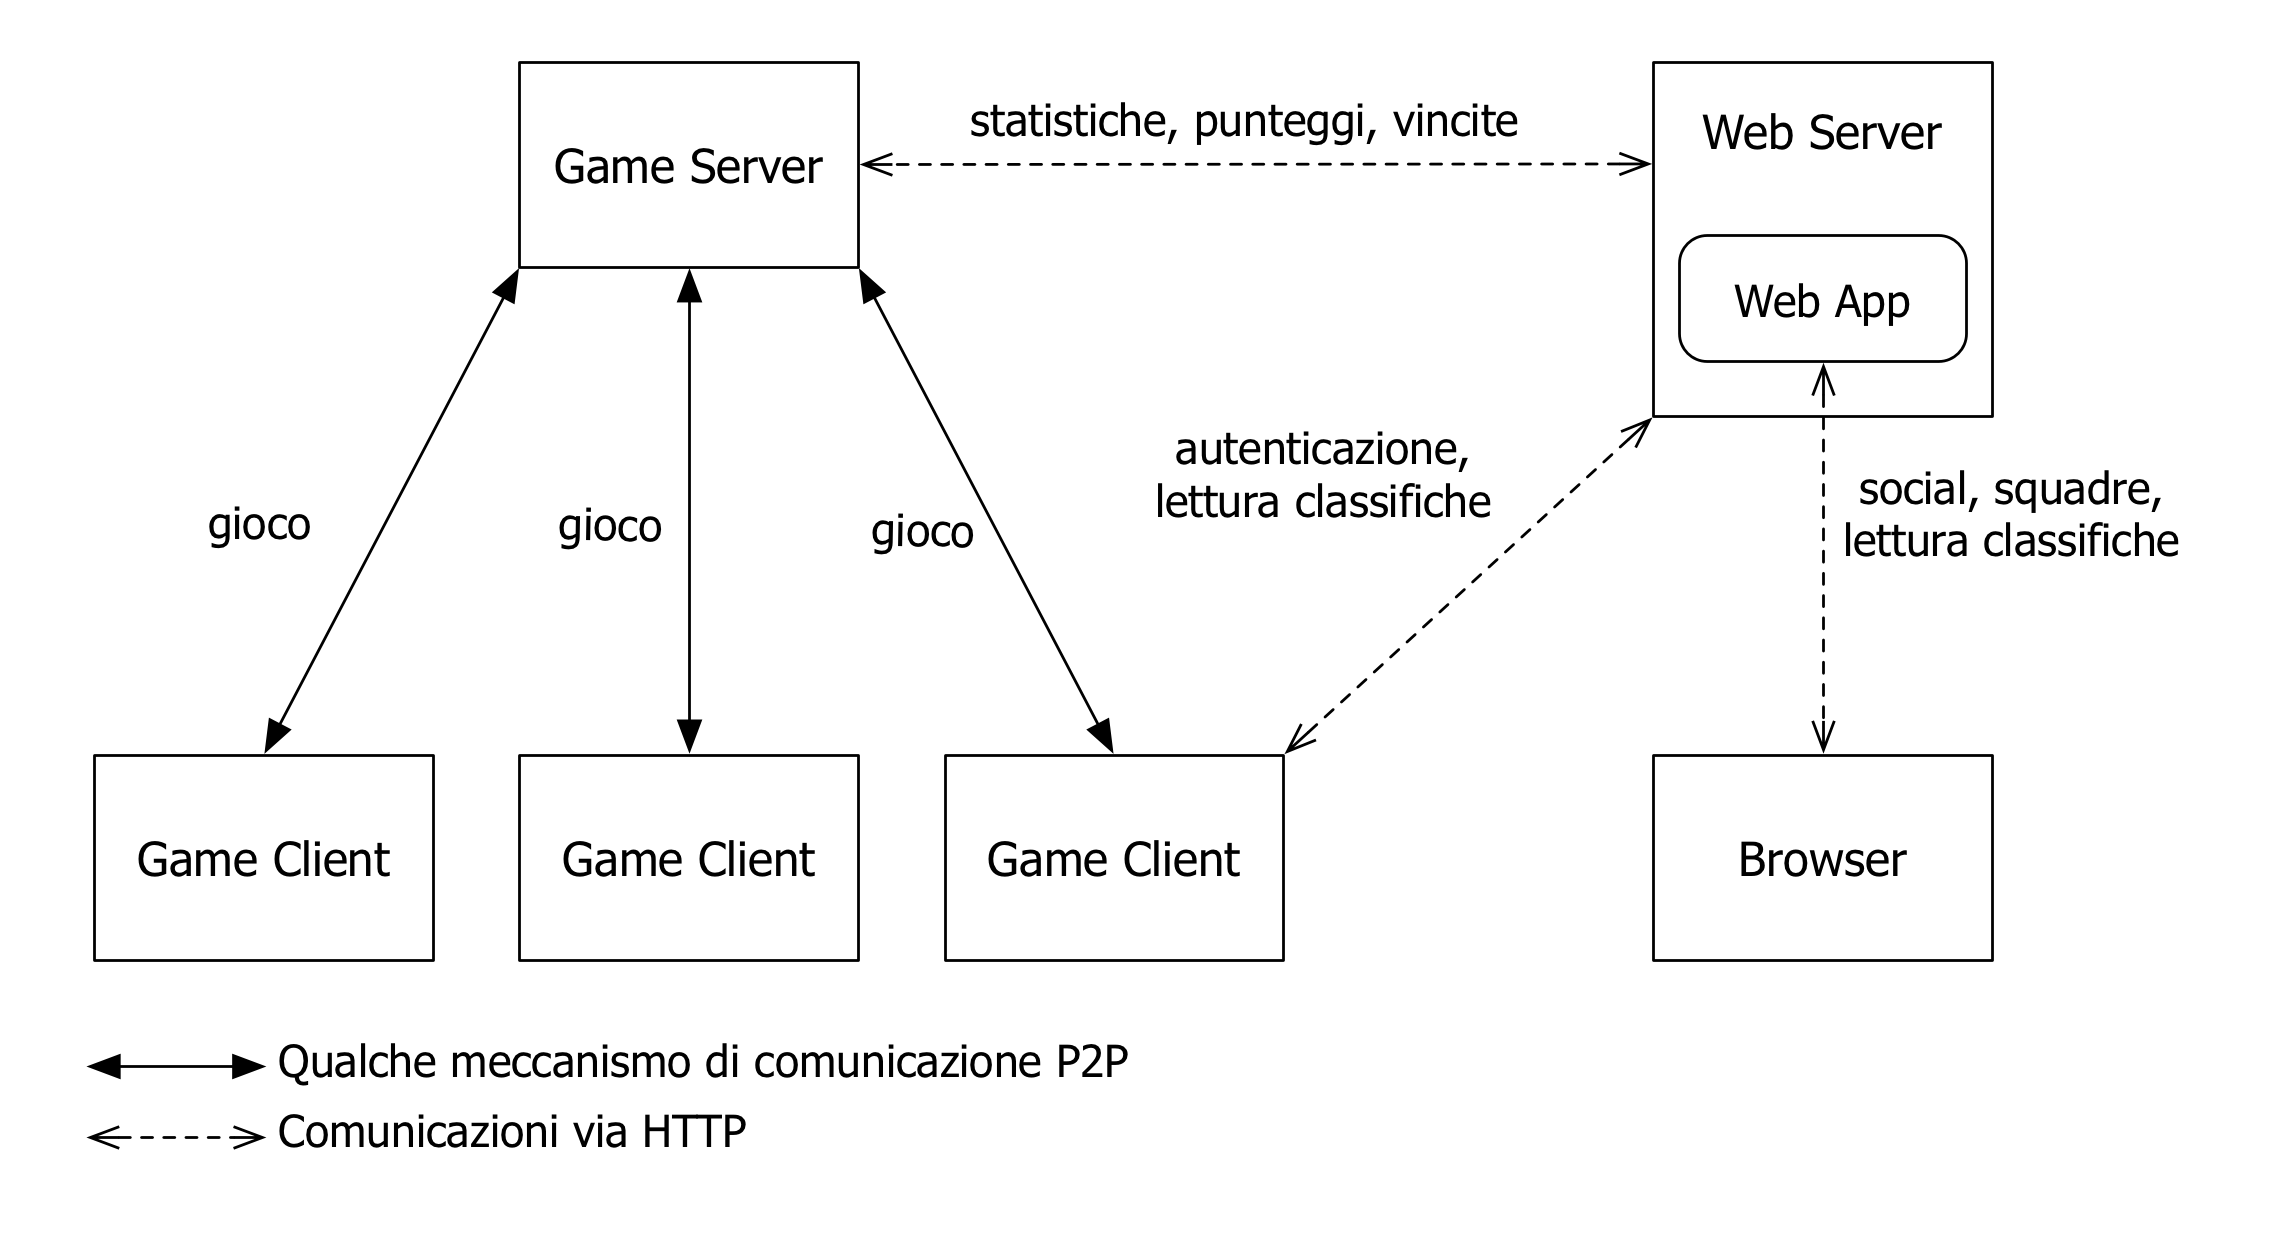 statistiche, punteggi, vincite
Game Server
Web Server
Web App
autenticazione,
lettura classifiche
social, squadre,
lettura classifiche
gioco
gioco
gioco
Game Client
Game Client
Game Client
Browser
Qualche meccanismo di comunicazione P2P
Comunicazioni via HTTP